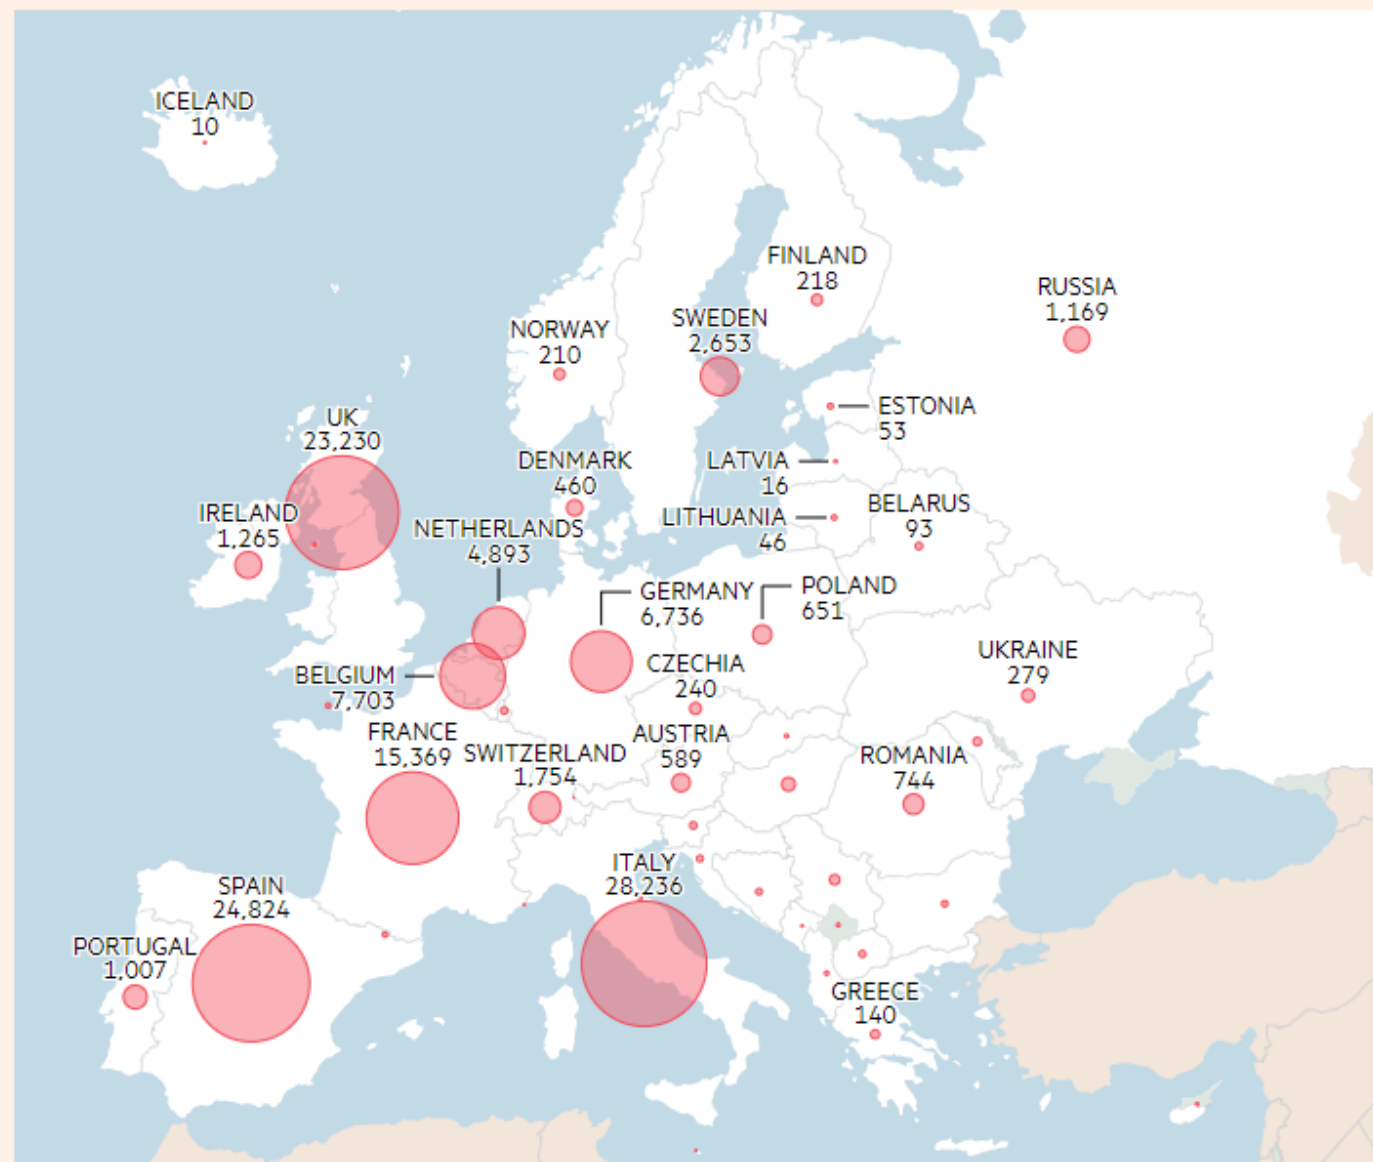 ICELAND
10
FINLAND
218
RUSSIA
1,169
SWEDEN
2,653
NORWAY
210
ESTONIA
53
UK
23,230
DENMARK
460
LATVIA
16
BELARUS
93
IRELAND
1,265
LITHUANIA
46
NETHERLANDS
4,893
GERMANY
6,736
POLAND
651
UKRAINE
279
CZECHIA
240
BELGIUM
7,703
FRANCE
15,369
SWITZERLAND
1,754
AUSTRIA
589
ROMANIA
744
ITALY
28,236
SPAIN
24,824
PORTUGAL
1,007
GREECE
140